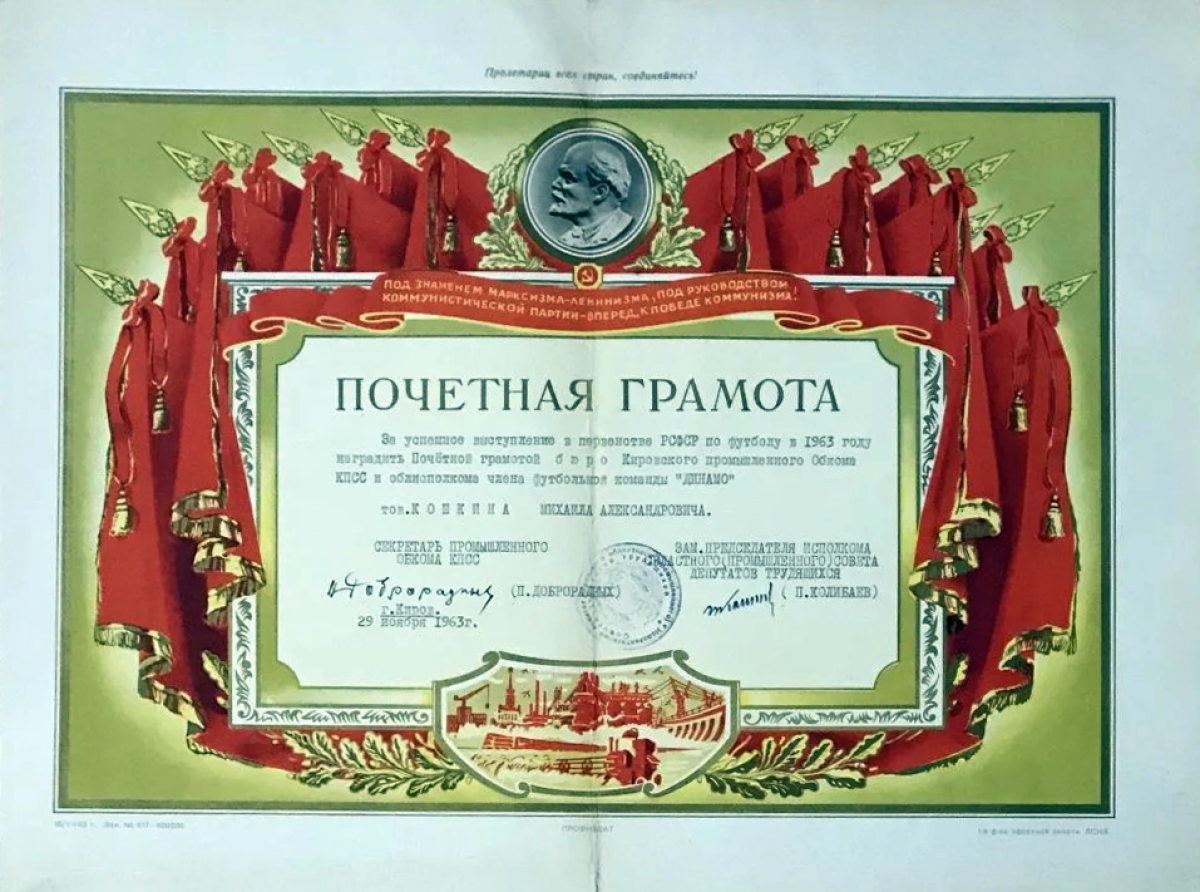 Пролетарии всех стран, соединяйтесь!
ПОД ЗНАМЕНЕМ МАРКСИЗМА-ЛЕНИНИЗМА, ПОД РУКОВОДСТВОМ
КОММУНИСТИЧЕСКОЙ ПАРТИИ-ВПЕРЕД, К ПОБЕДЕ КОММУНИЗМА!
ПОЧЕТНАЯ ГРАМОТА
За успешное выступление в первенстве РСФСР по футболу в 1963 году
наградить Почётной грамотой б ю р о Кировского промышленного Обкома
КПСС и облисполкома члена футбольной команды "ДИНАМО"
тов. К О Ш К И Н А МИХАИЛА АЛЕКСАНДРОВИЧА.
СЕКРЕТАРЬ ПРОМЫШЛЕННОГО
ОБКОМА КПСС
ЗАМ. ПРЕДСЕДАТЕЛЯ ИСПОЛКОМА
ОБЛАСТНОГО(ПРОМЫШЛЕННОГО)СОВЕТА
ДЕПУТАТОВ ТРУДЯЩИХСЯ
(П. ДОБРОРАДНЫХ)
( П. КОЛИБАЕВ)
г. Киров.
29 ноября 1963г.
ПРОФИЗДАТ